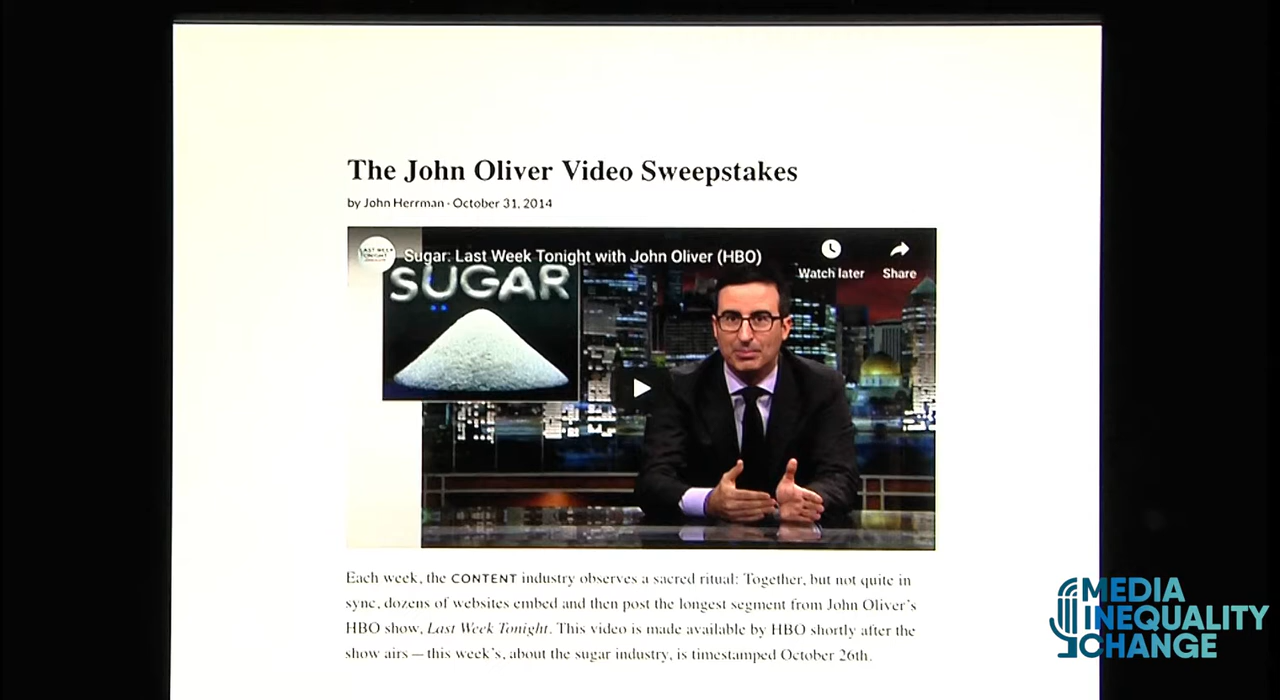 The John Oliver Video Sweepstakes
by John Herrman · October 31, 2014
LAST WEEK TONIGHT
Sugar: Last Week Tonight with John Oliver (HBO)
Watch later
Share
SUGAR
Each week, the CONTENT industry observes a sacred ritual: Together, but not quite in
sync, dozens of websites embed and then post the longest segment from John Oliver's
HBO show, Last Week Tonight. This video is made available by HBO shortly after the
show airs — this week's, about the sugar industry, is timestamped October 26th.
MEDIA
INEQUALITY
CHANGE